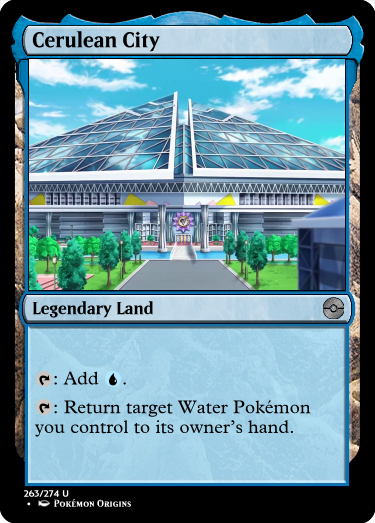 Cerulean City
Legendary Land
: Add .
: Return target Water Pokémon
you control to its owner's hand.
263/274 U
• Pokémon Origins